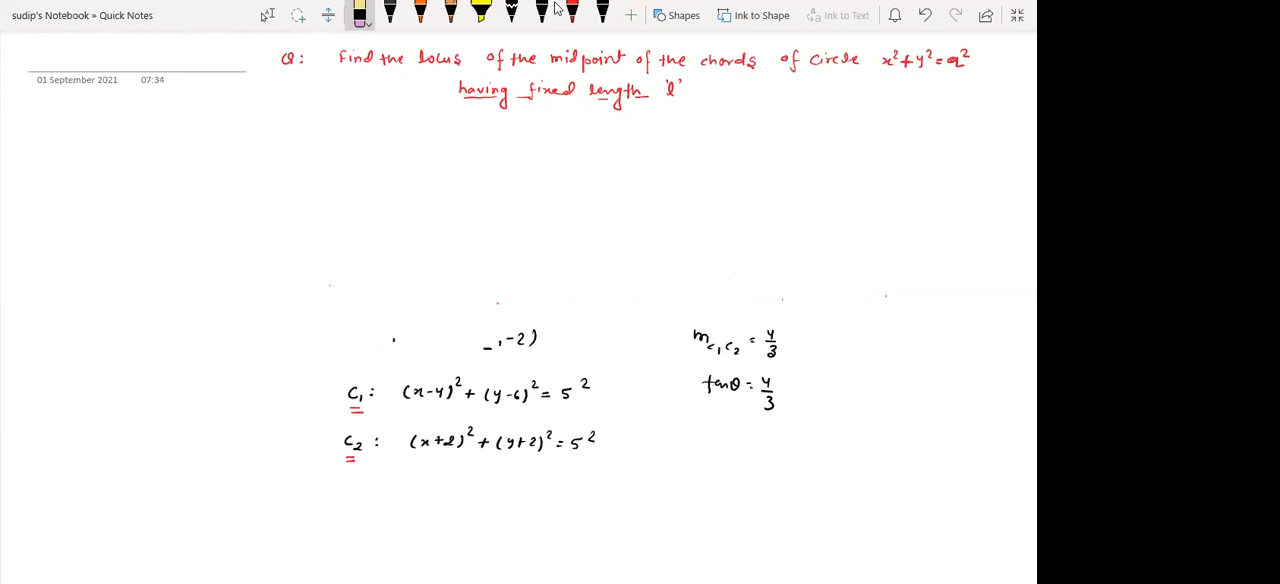 sudip's Notebook » Quick Notes
Shapes
Ink to Shape
Ink to Text
Q: Find the locus of the midpoint of the chords of circle x²+y²=a²
having fixed length 'l'
01 September 2021 07:34
,-2)
m_{c₁c₂} = 4/3
C₁: (x-4)² + (y-6)² = 5²
tanθ = 4/3
C₂: (x+2)² + (y+2)² = 5²